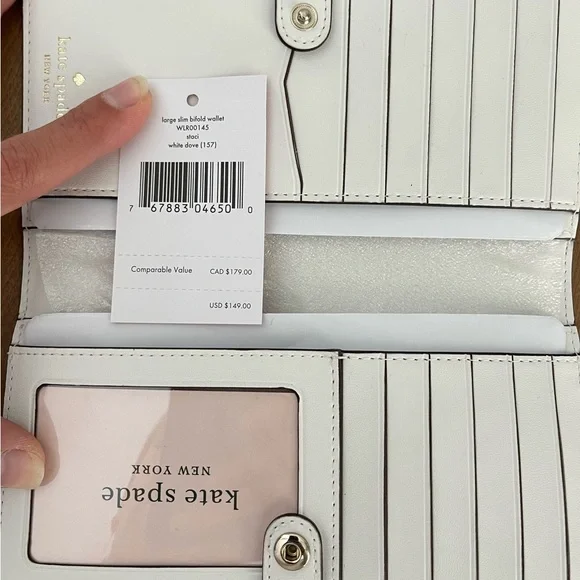 kate spade
NEW YORK
large slim bifold wallet
WLR00145
staci
white dove (157)
7 67883 04650 0
Comparable Value CAD $179.00
USD $149.00
kate spade
NEW YORK